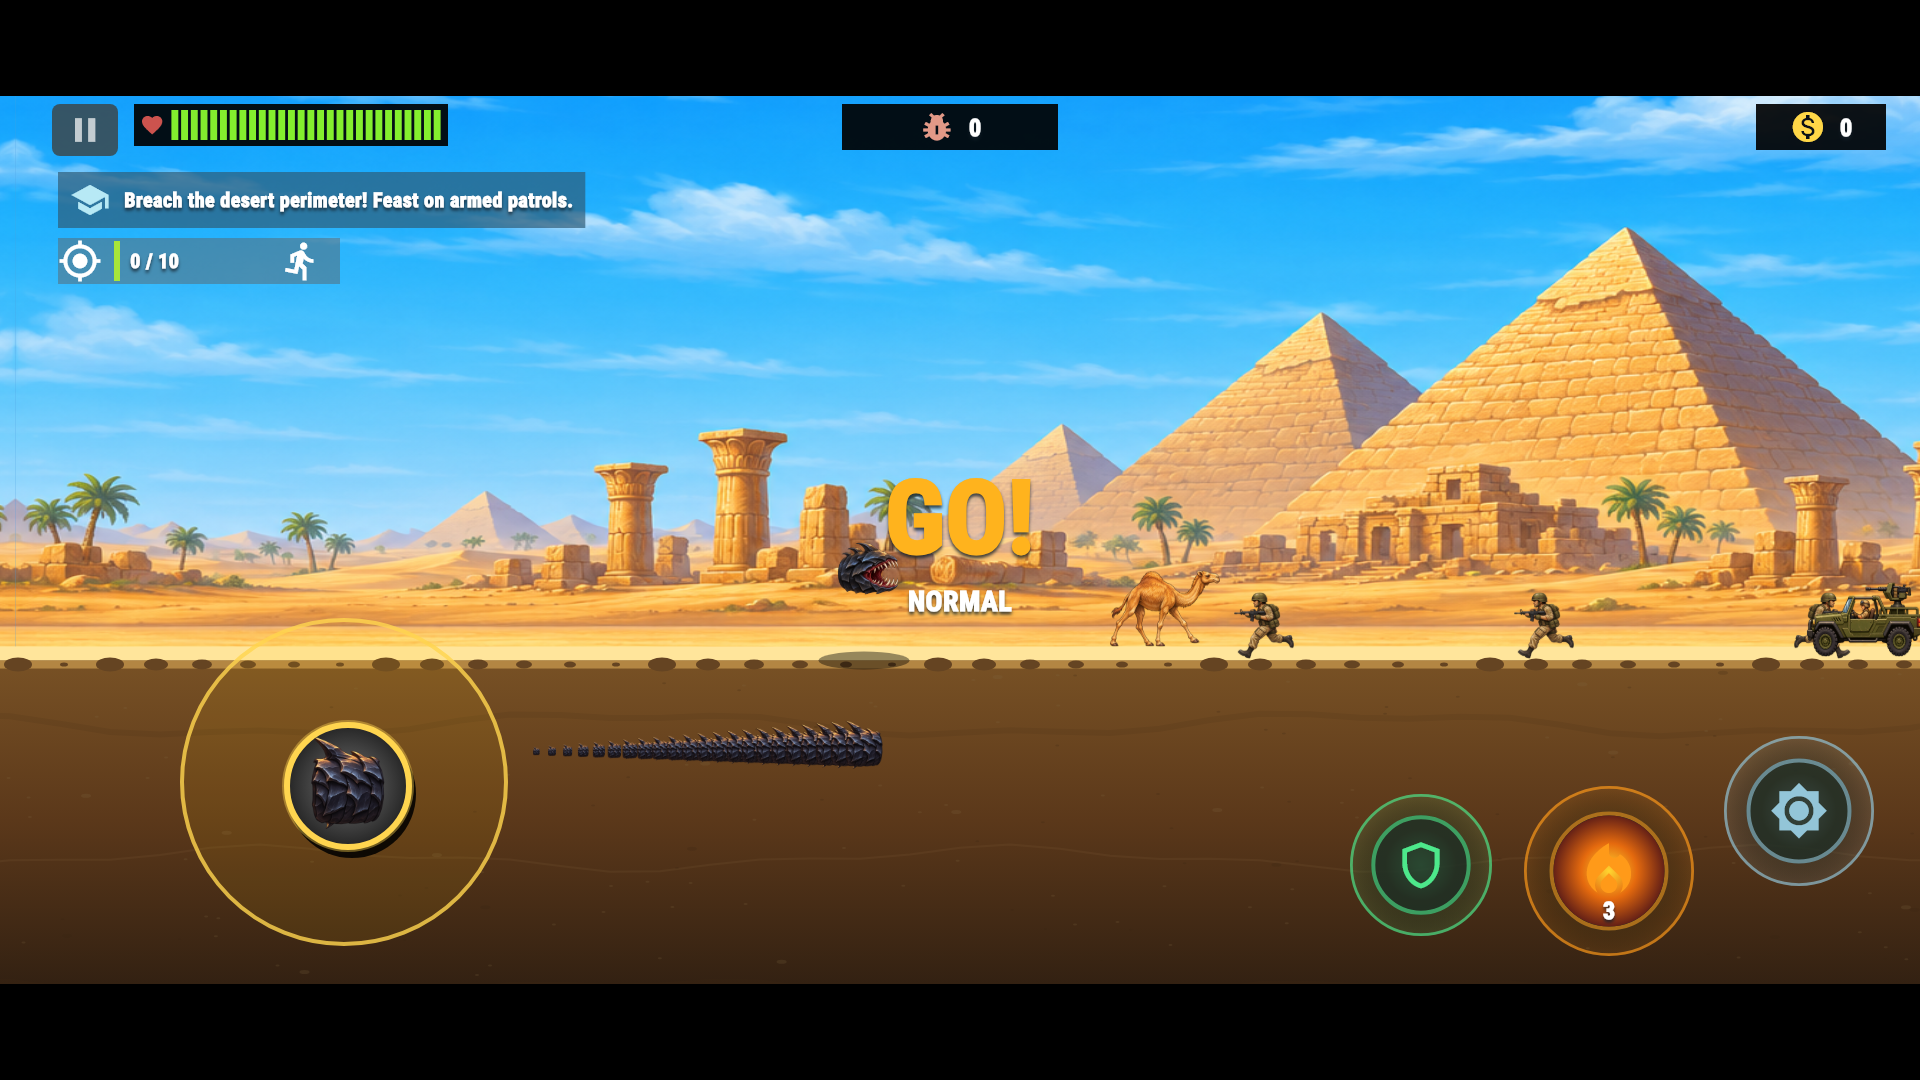 0
0
Breach the desert perimeter! Feast on armed patrols.
0 / 10
GO!
NORMAL
3